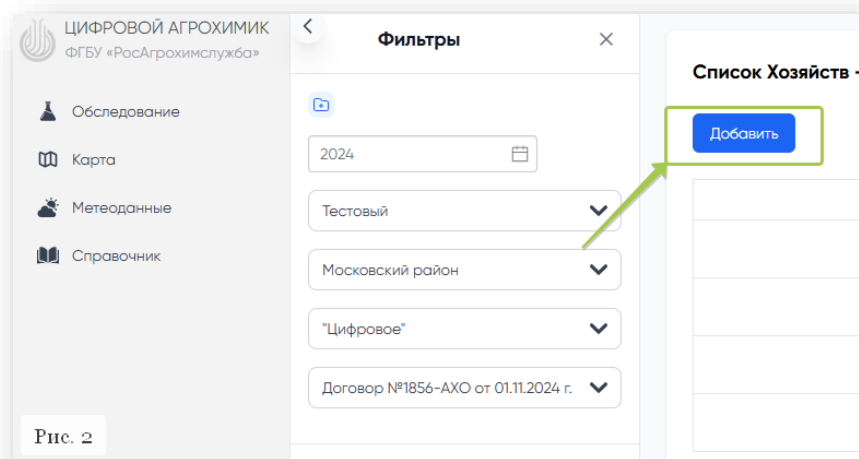 ЦИФРОВОЙ АГРОХИМИК
ФГБУ «РосАгрохимслужба»
Обследование
Карта
Метеоданные
Справочник
Рис. 2
Фильтры
2024
Тестовый
Московский район
"Цифровое"
Договор №1856-АХО от 01.11.2024 г.
Список Хозяйств -
Добавить